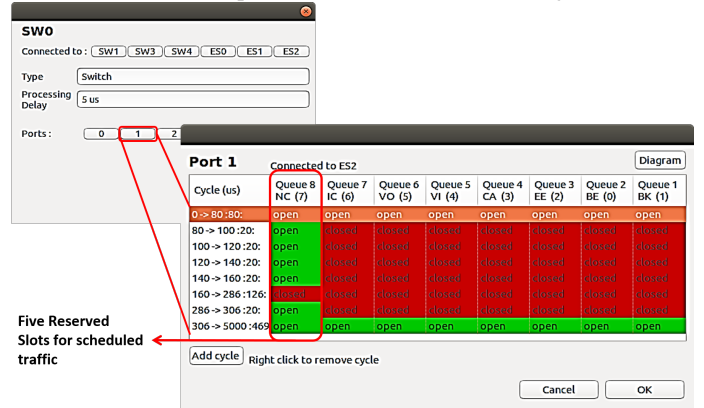 SW0
Connected to : SW1 SW3 SW4 ES0 ES1 ES2
Type Switch
Processing Delay 5 us
Ports : 0 1 2
Port 1 Connected to ES2 Diagram
Cycle (us) Queue 8 NC (7) Queue 7 IC (6) Queue 6 VO (5) Queue 5 VI (4) Queue 4 CA (3) Queue 3 EE (2) Queue 2 BE (0) Queue 1 BK (1)
0 -> 80 :80: open open open open open open open open
80 -> 100 :20: open closed closed closed closed closed closed closed
100 -> 120 :20: open closed closed closed closed closed closed closed
120 -> 140 :20: open closed closed closed closed closed closed closed
140 -> 160 :20: open closed closed closed closed closed closed closed
160 -> 286 :126: closed closed closed closed closed closed closed closed
286 -> 306 :20: open closed closed closed closed closed closed closed
306 -> 5000 :469 open open open open open open open open
Five Reserved
Slots for scheduled
traffic
Add cycle Right click to remove cycle
Cancel OK